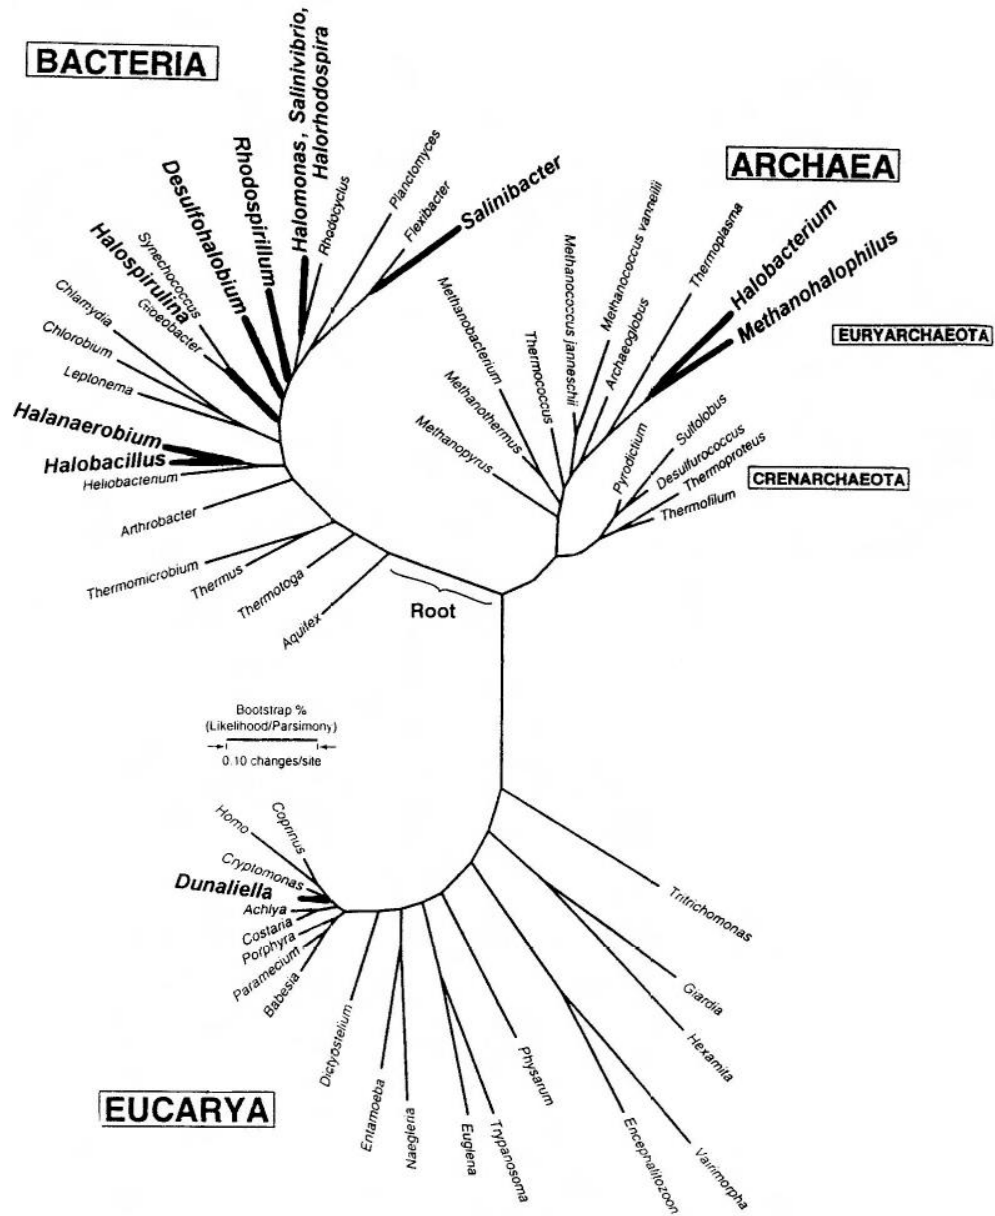 BACTERIA
Halomonas, Salinivibrio,
Halorhodospira
Rhodospirillum
Desulfohalobium
Halospirulina
Synechococcus
Gloeobacter
Chlamydia
Chlorobium
Leptonema
Halanaerobium
Halobacillus
Heliobacterium
Arthrobacter
Thermomicrobium
Thermus
Thermotoga
Aquifex
Rhodocyclus
Planctomyces
Flexibacter
Salinibacter
Root
ARCHAEA
Methanopyrus
Methanothermus
Methanobacterium
Thermococcus
Methanococcus janneschii
Methanococcus vanneilii
Archaeoglobus
Thermoplasma
Halobacterium
Methanohalophilus
EURYARCHAEOTA
Pyrodictium
Sulfolobus
Desulfurococcus
Thermoproteus
Thermofilum
CRENARCHAEOTA
Bootstrap %
(Likelihood/Parsimony)
0.10 changes/site
Homo
Coprinus
Cryptomonas
Dunaliella
Achlya
Costaria
Porphyra
Paramecium
Babesia
Dictyostelium
Entamoeba
Naegleria
Euglena
Trypanosoma
Physarum
Encephalitozoon
Vairimorpha
Hexamita
Giardia
Tritrichomonas
EUCARYA